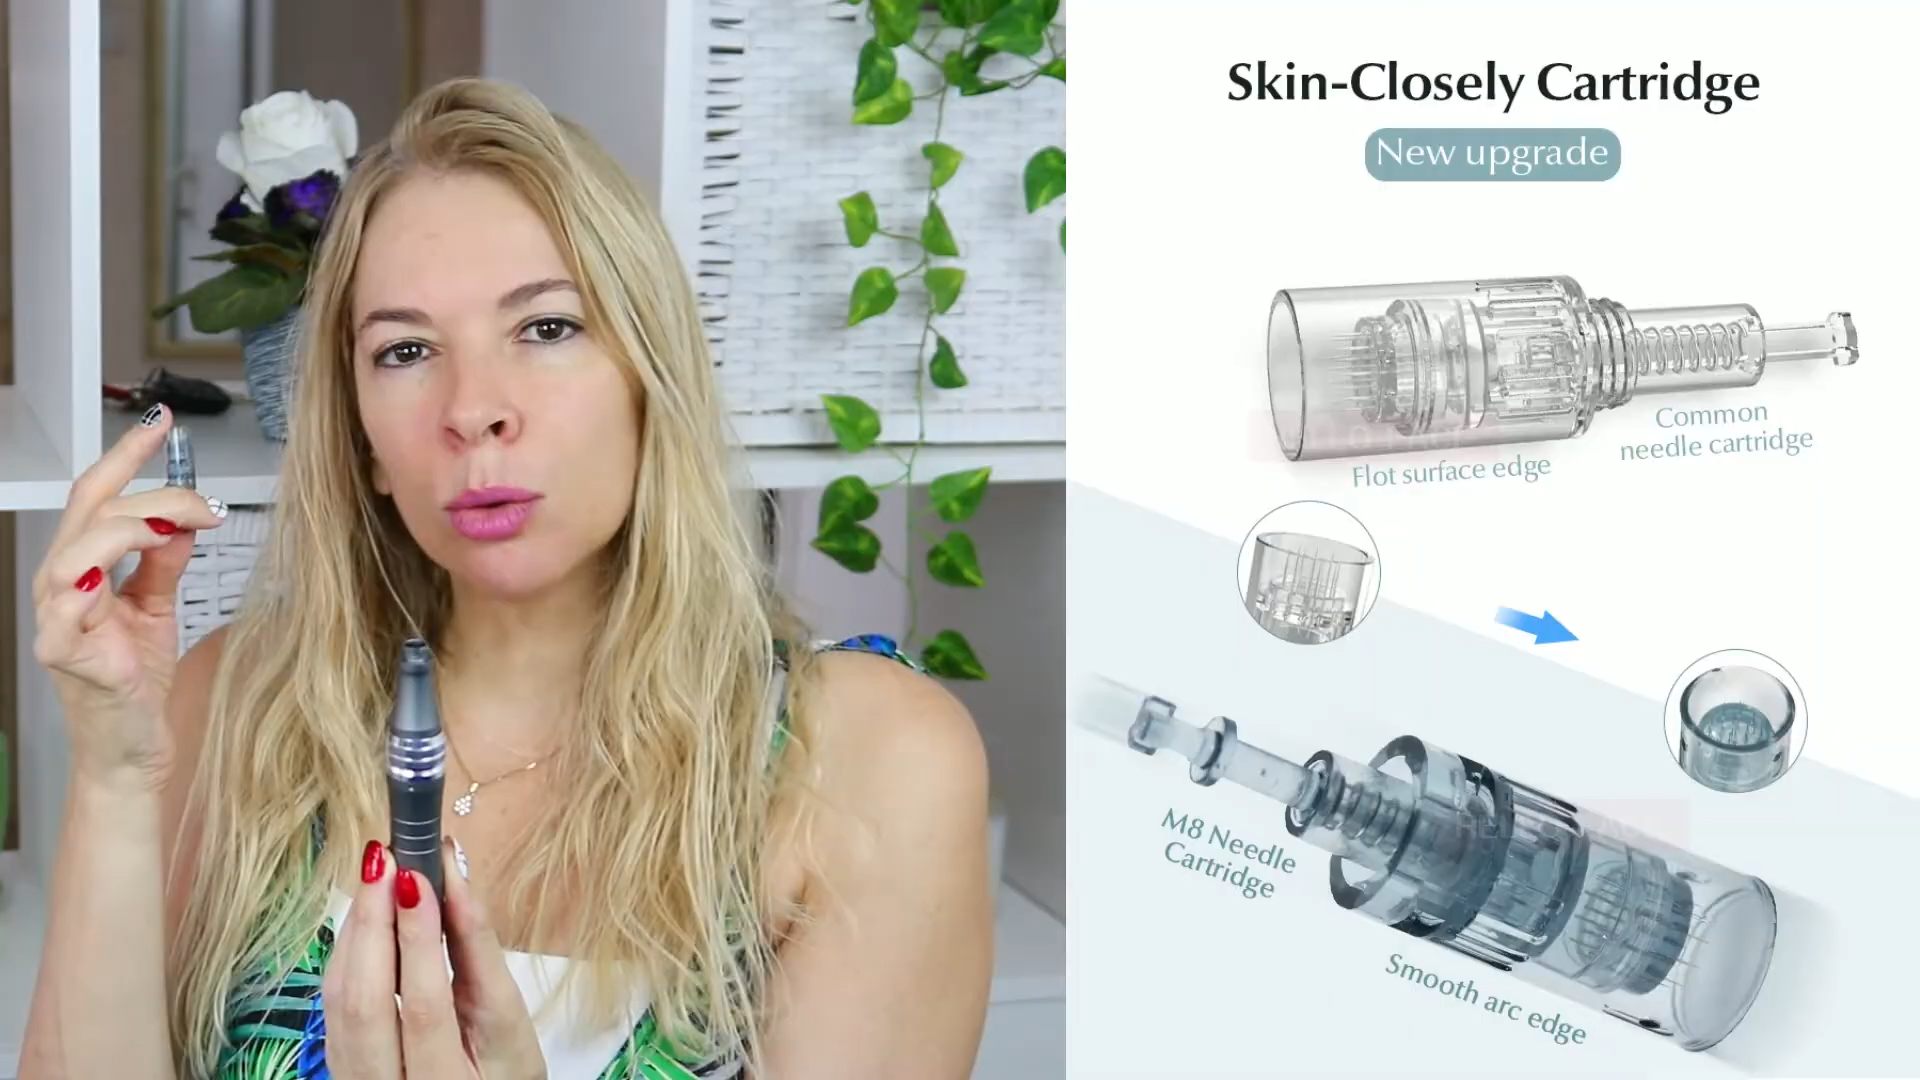 Skin-Closely Cartridge
New upgrade
Common
needle cartridge
Flot surface edge
M8 Needle
Cartridge
Smooth arc edge